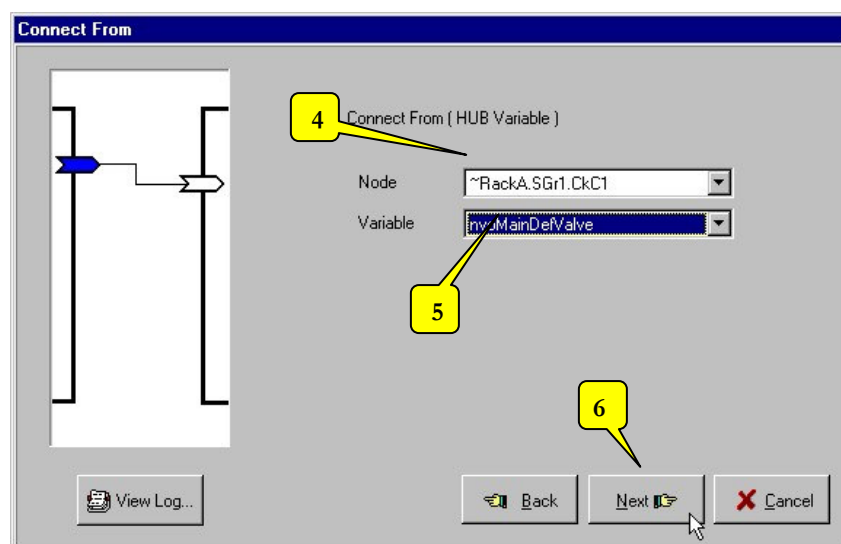 Connect From
4
Connect From ( HUB Variable )
Node
~RackA.SGr1.CkC1
Variable
nvoMainDefValve
5
6
View Log...
Back
Next
Cancel